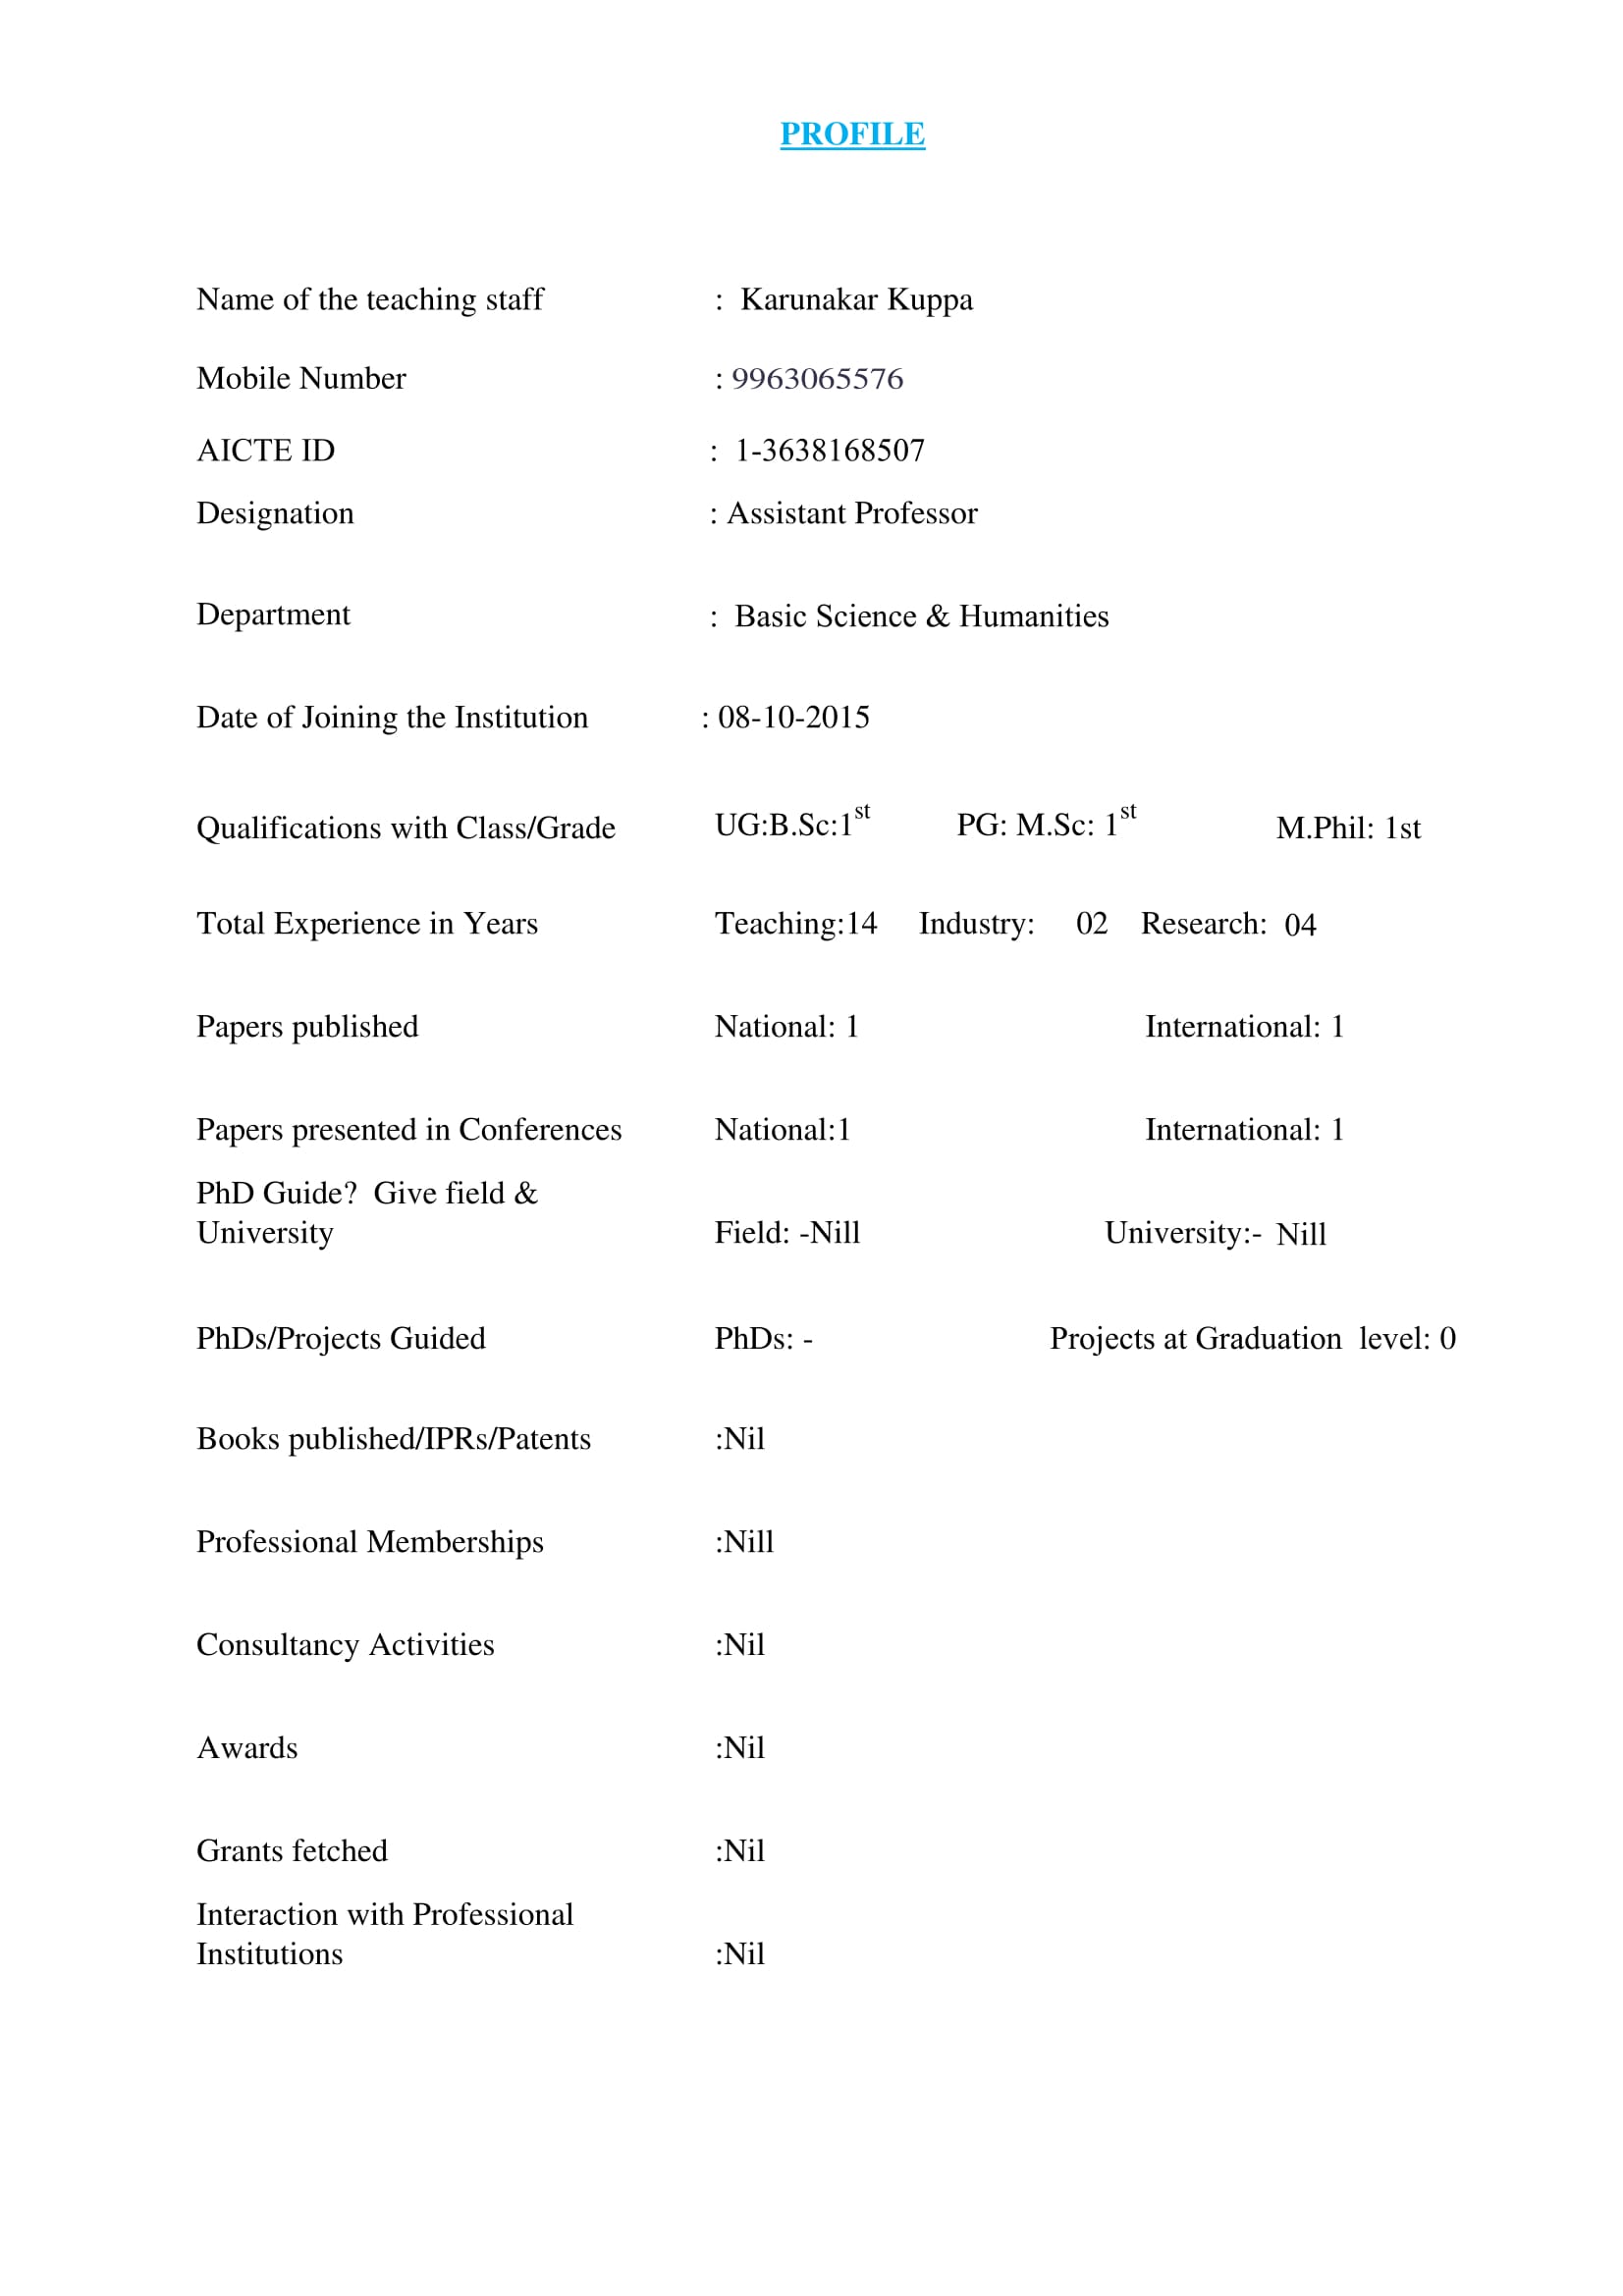 PROFILE
Name of the teaching staff : Karunakar Kuppa
Mobile Number : 9963065576
AICTE ID : 1-3638168507
Designation : Assistant Professor
Department : Basic Science & Humanities
Date of Joining the Institution : 08-10-2015
Qualifications with Class/Grade UG:B.Sc:1st PG: M.Sc: 1st M.Phil: 1st
Total Experience in Years Teaching:14 Industry: 02 Research: 04
Papers published National: 1 International: 1
Papers presented in Conferences National:1 International: 1
PhD Guide? Give field &
University Field: -Nill University:- Nill
PhDs/Projects Guided PhDs: - Projects at Graduation level: 0
Books published/IPRs/Patents :Nil
Professional Memberships :Nill
Consultancy Activities :Nil
Awards :Nil
Grants fetched :Nil
Interaction with Professional
Institutions :Nil